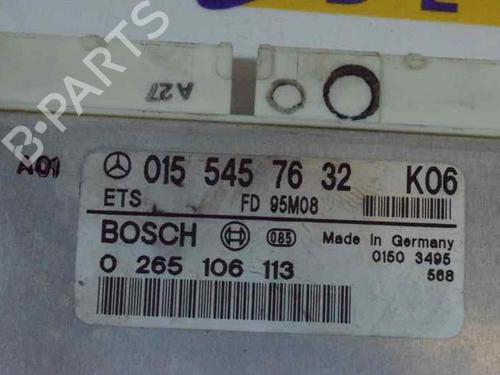 A27
A01
015 545 76 32 K06
ETS FD 95M08
BOSCH 085 Made in Germany
0 265 106 113 0150 3495
568
B-PARTS